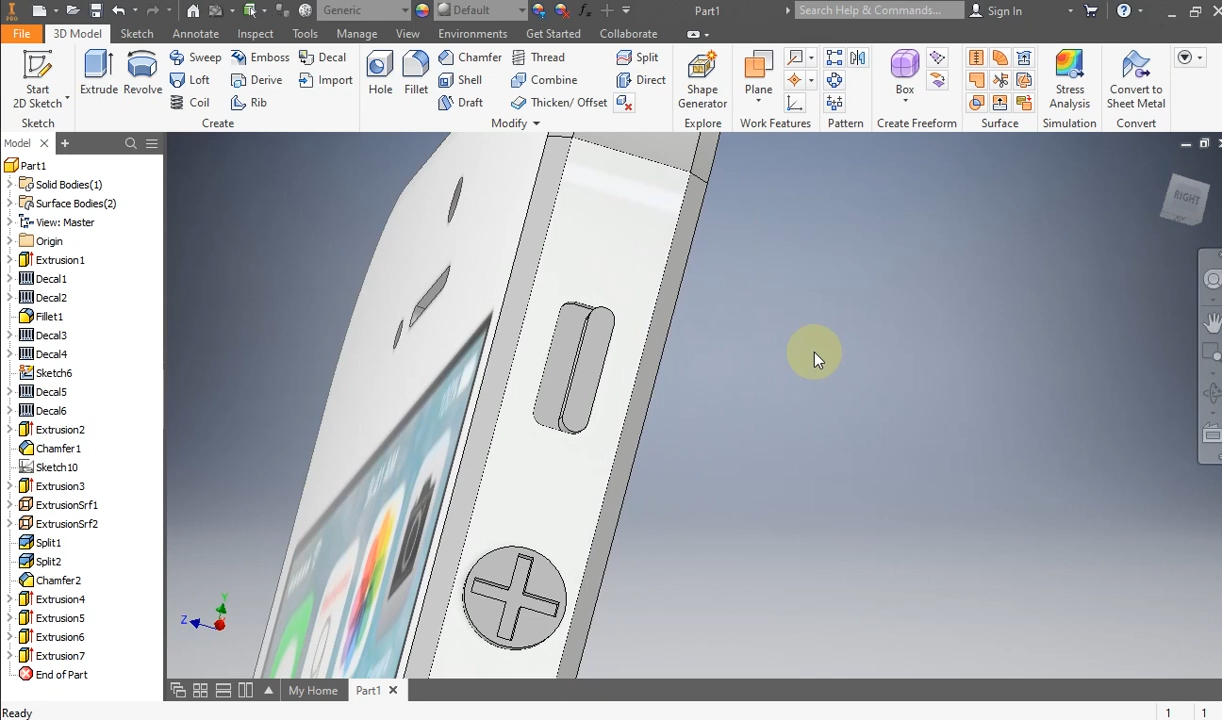 PRO
Generic
Default
Part1
Search Help & Commands...
Sign In
File
3D Model
Sketch
Annotate
Inspect
Tools
Manage
View
Environments
Get Started
Collaborate
Start
2D Sketch
Extrude
Revolve
Sweep
Loft
Coil
Emboss
Derive
Rib
Decal
Import
Hole
Fillet
Chamfer
Shell
Draft
Thread
Combine
Thicken/ Offset
Split
Direct
Shape
Generator
Plane
Box
Stress
Analysis
Convert to
Sheet Metal
Sketch
Create
Modify
Explore
Work Features
Pattern
Create Freeform
Surface
Simulation
Convert
Model
Part1
Solid Bodies(1)
Surface Bodies(2)
View: Master
Origin
Extrusion1
Decal1
Decal2
Fillet1
Decal3
Decal4
Sketch6
Decal5
Decal6
Extrusion2
Chamfer1
Sketch10
Extrusion3
ExtrusionSrf1
ExtrusionSrf2
Split1
Split2
Chamfer2
Extrusion4
Extrusion5
Extrusion6
Extrusion7
End of Part
RIGHT
Y
Z
My Home
Part1
Ready
1
1